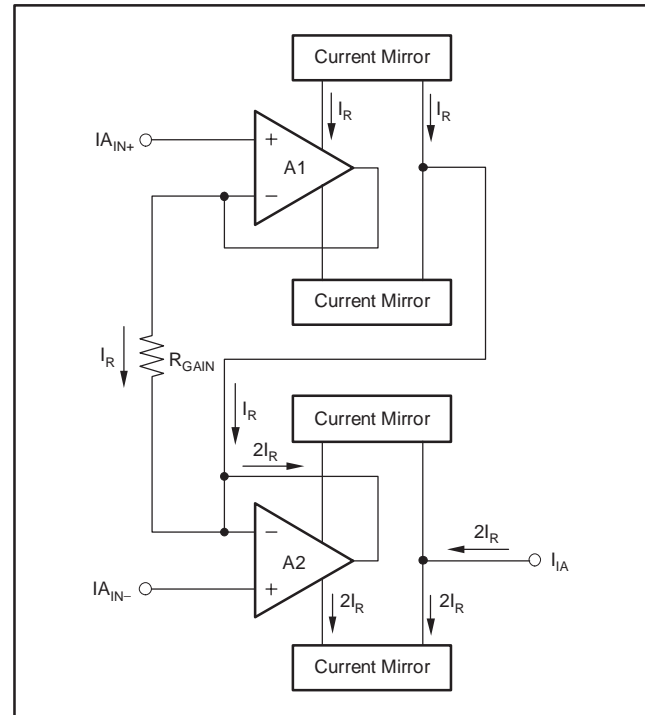 Current Mirror
I_R
I_R
IA_IN+
+
A1
−
Current Mirror
I_R
R_GAIN
I_R
Current Mirror
2I_R
−
A2
2I_R
I_IA
IA_IN−
+
2I_R
2I_R
Current Mirror